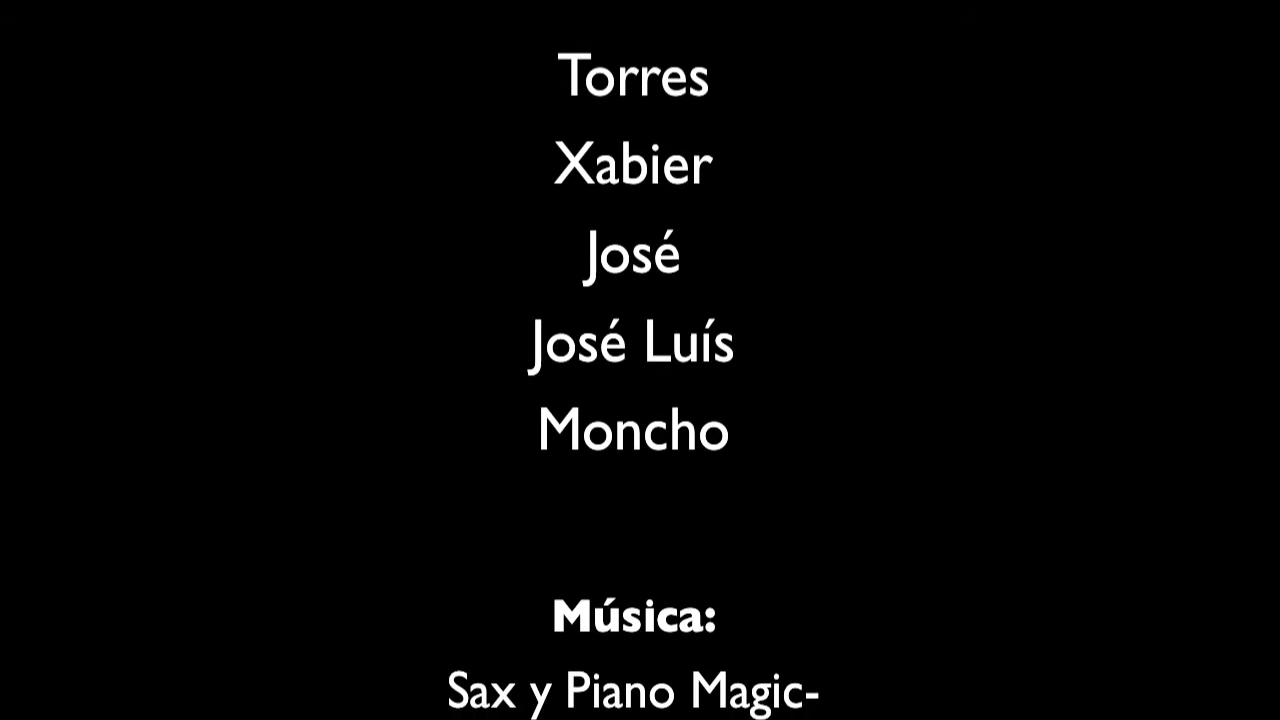 Torres
Xabier
José
José Luís
Moncho
Música:
Sax y Piano Magic-